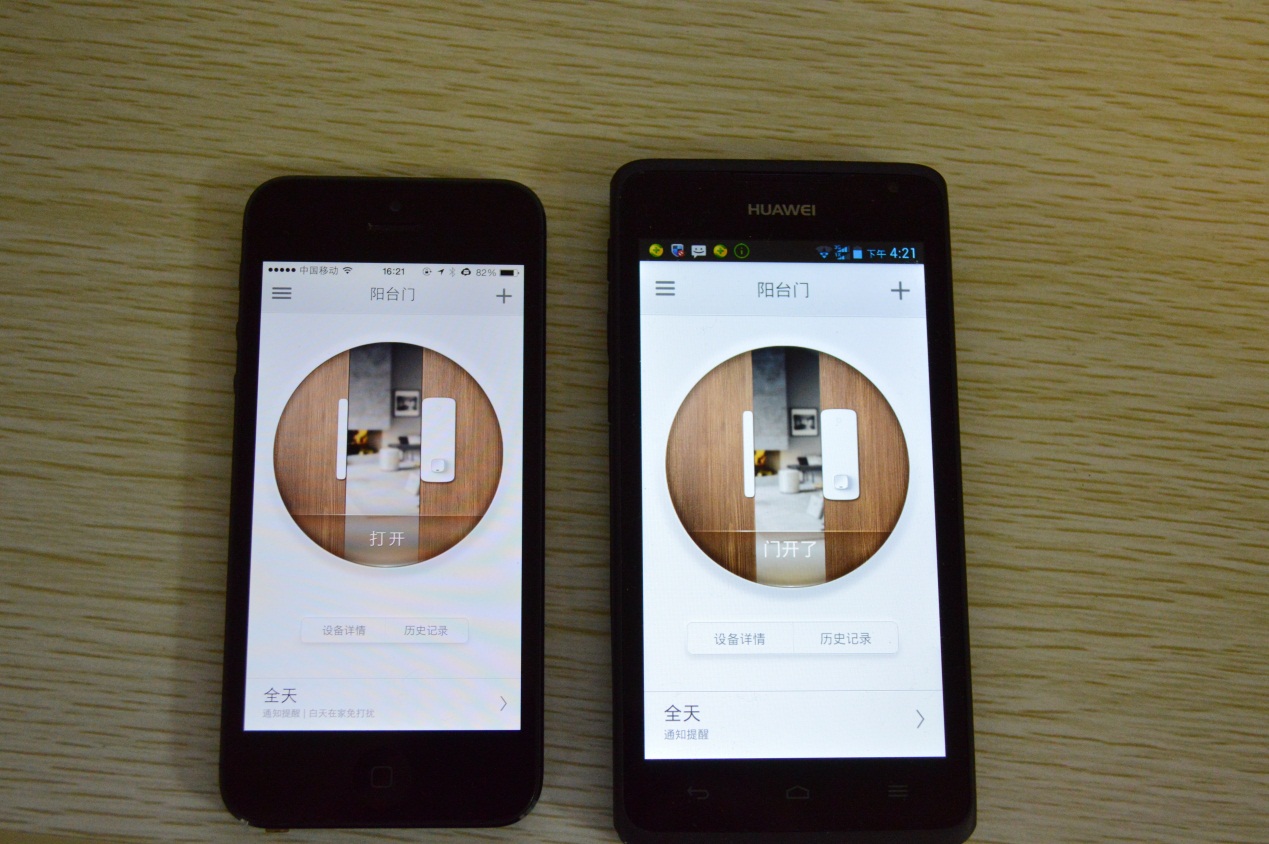 中国移动 16:21 82%
阳台门
打开
设备详情 历史记录
全天
通知提醒 | 白天在家免打扰
HUAWEI
下午 4:21
阳台门
门开了
设备详情 历史记录
全天
通知提醒